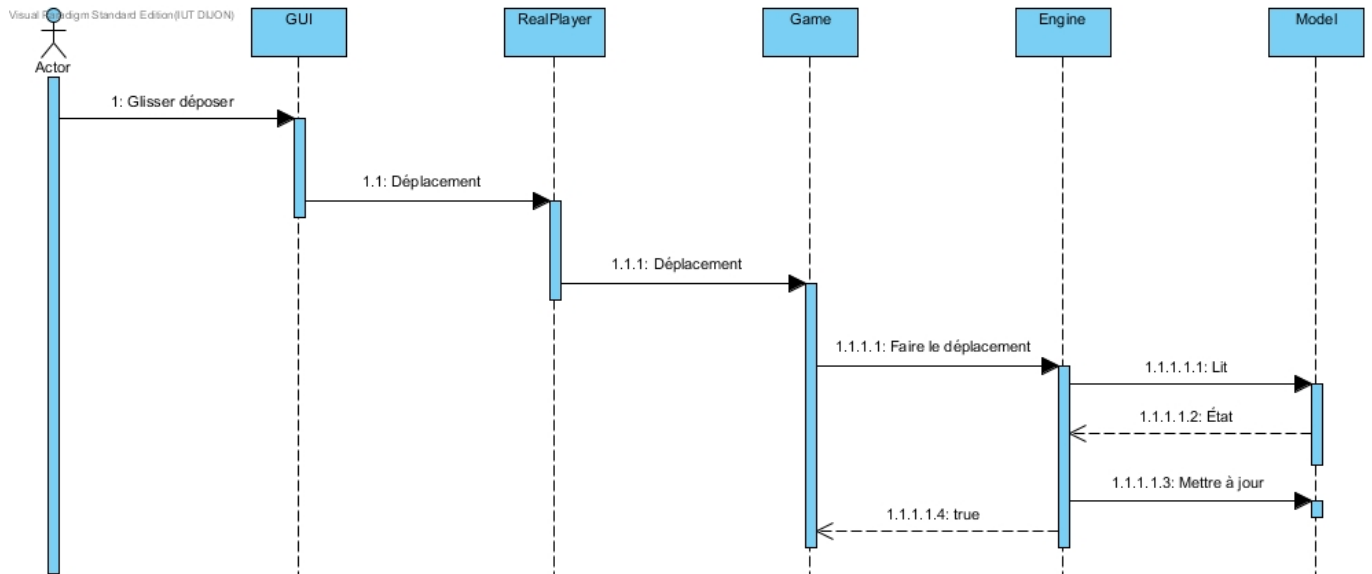 Visual Paradigm Standard Edition(IUT DIJON)
GUI
RealPlayer
Game
Engine
Model
Actor
1: Glisser déposer
1.1: Déplacement
1.1.1: Déplacement
1.1.1.1: Faire le déplacement
1.1.1.1.1: Lit
1.1.1.1.2: État
1.1.1.1.3: Mettre à jour
1.1.1.1.4: true